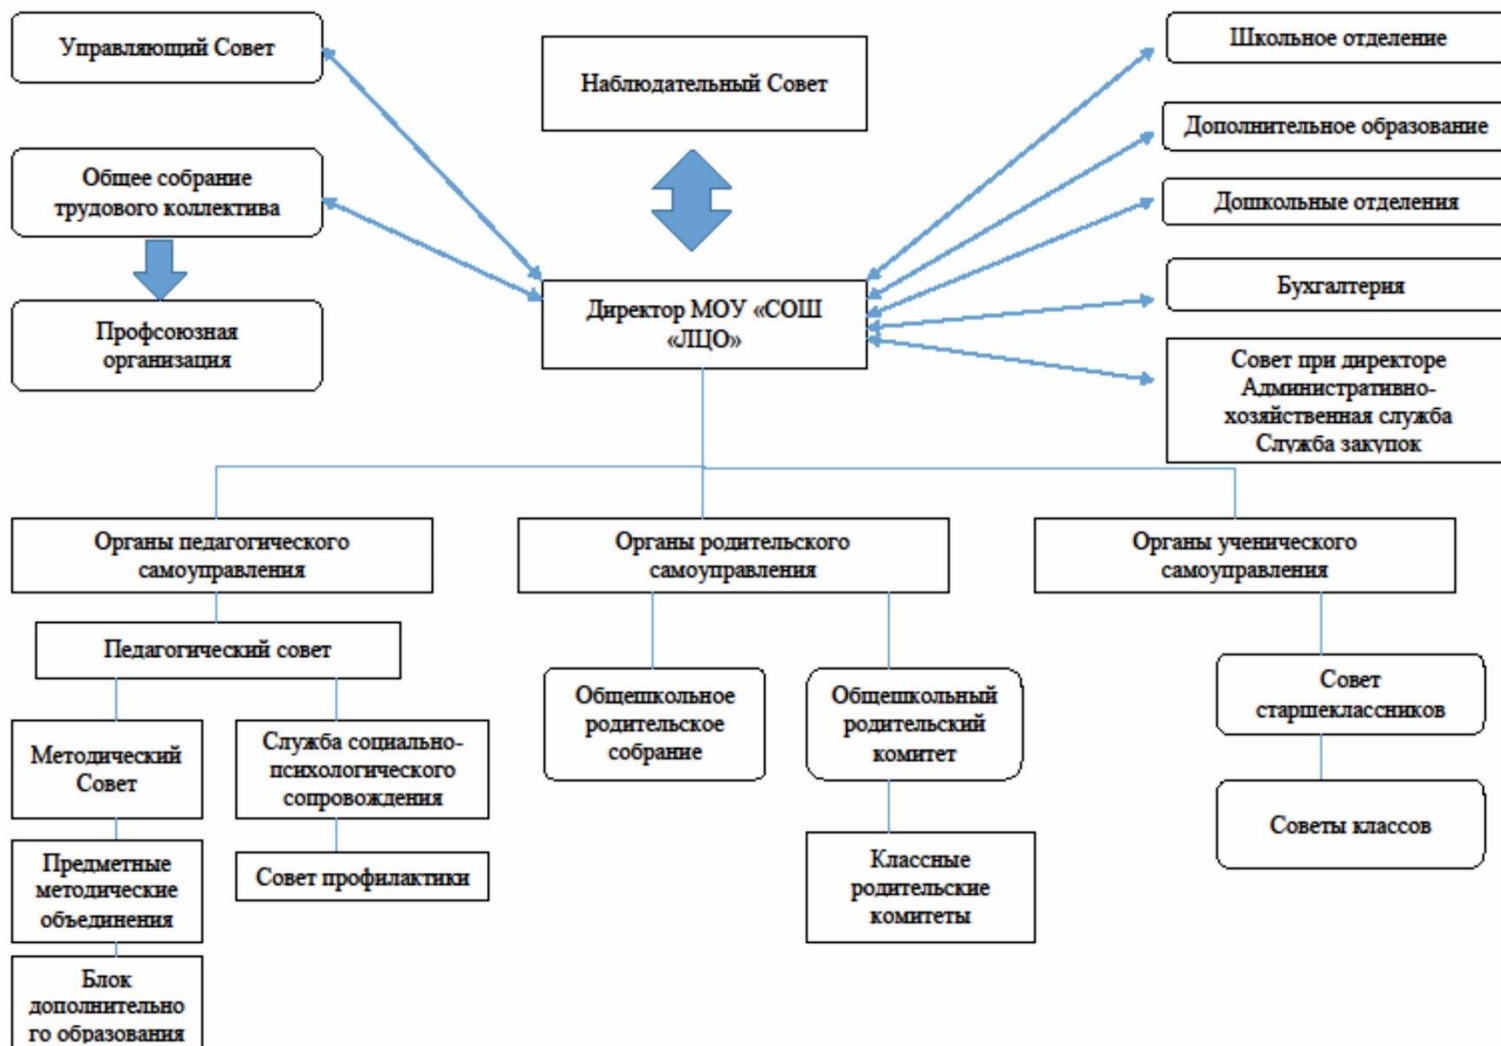 Управляющий Совет
Наблюдательный Совет
Школьное отделение
Дополнительное образование
Общее собрание
трудового коллектива
Дошкольные отделения
Бухгалтерия
Директор МОУ «СОШ
«ЛЦО»
Профсоюзная
организация
Совет при директоре
Административно-
хозяйственная служба
Служба закупок
Органы педагогического
самоуправления
Органы родительского
самоуправления
Органы ученического
самоуправления
Педагогический совет
Методический
Совет
Служба социально-
психологического
сопровождения
Общешкольное
родительское
собрание
Общешкольный
родительский
комитет
Совет
старшеклассников
Предметные
методические
объединения
Совет профилактики
Классные
родительские
комитеты
Советы классов
Блок
дополнительно
го образования